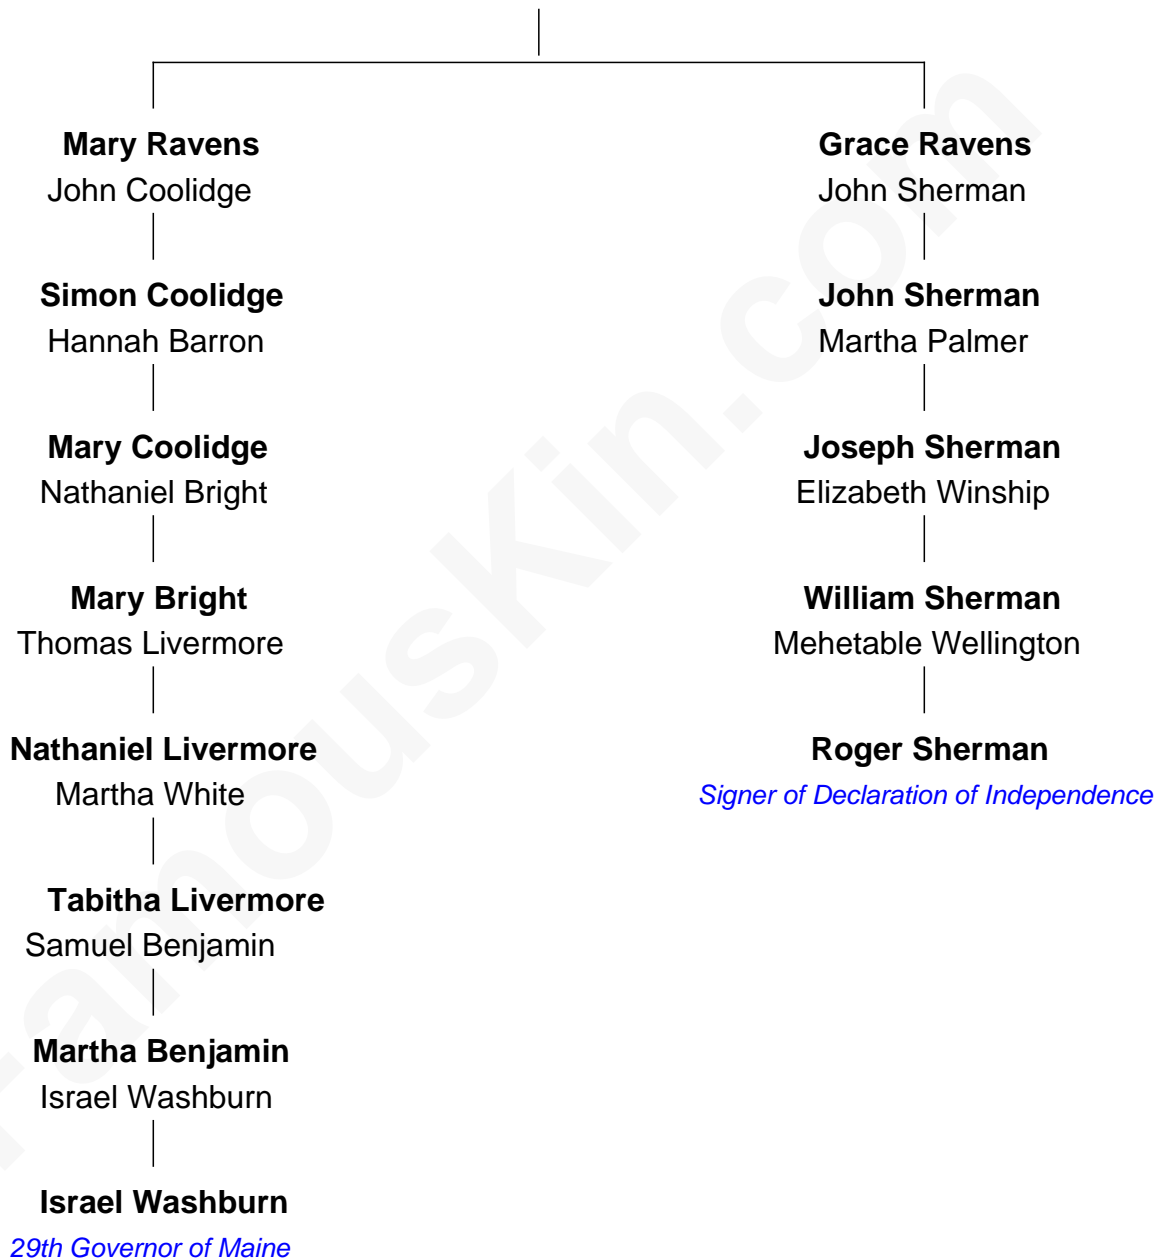 Mary Ravens
John Coolidge
Simon Coolidge
Hannah Barron
Mary Coolidge
Nathaniel Bright
Mary Bright
Thomas Livermore
Nathaniel Livermore
Martha White
Tabitha Livermore
Samuel Benjamin
Martha Benjamin
Israel Washburn
Israel Washburn
29th Governor of Maine
Grace Ravens
John Sherman
John Sherman
Martha Palmer
Joseph Sherman
Elizabeth Winship
William Sherman
Mehetable Wellington
Roger Sherman
Signer of Declaration of Independence
FamousKin.com